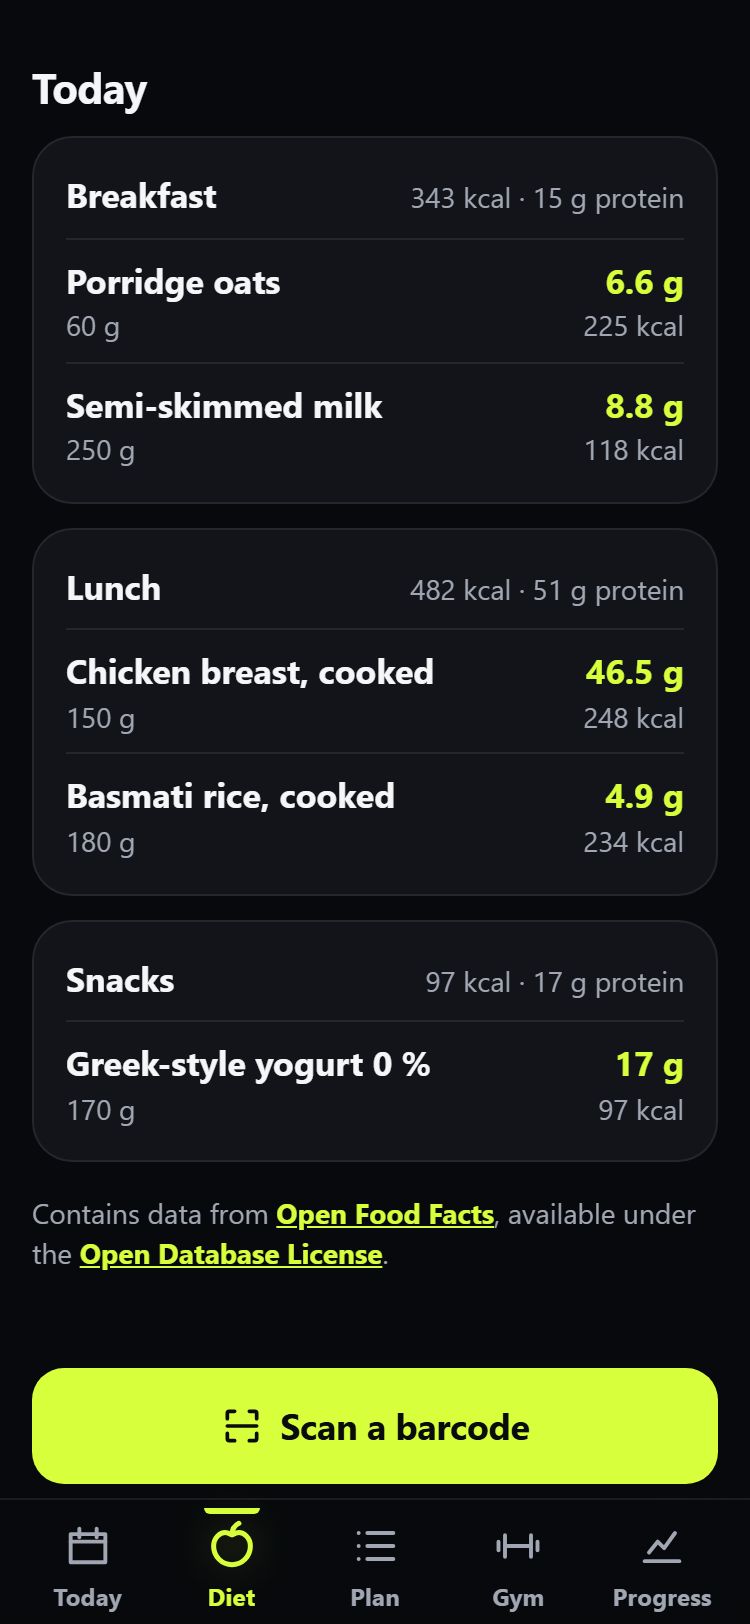 Today
Breakfast 343 kcal · 15 g protein
Porridge oats 6.6 g
60 g 225 kcal
Semi-skimmed milk 8.8 g
250 g 118 kcal
Lunch 482 kcal · 51 g protein
Chicken breast, cooked 46.5 g
150 g 248 kcal
Basmati rice, cooked 4.9 g
180 g 234 kcal
Snacks 97 kcal · 17 g protein
Greek-style yogurt 0 % 17 g
170 g 97 kcal
Contains data from Open Food Facts, available under
the Open Database License.
Scan a barcode
Today Diet Plan Gym Progress